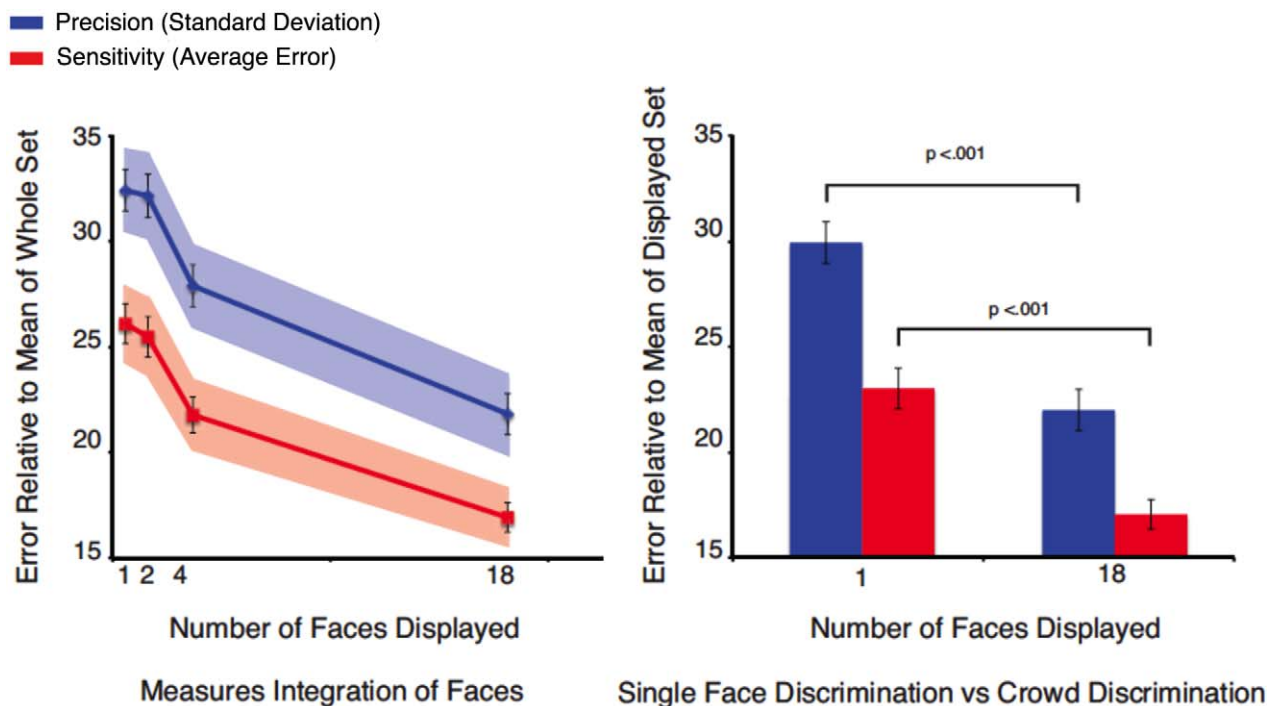 Precision (Standard Deviation)
Sensitivity (Average Error)
Error Relative to Mean of Whole Set
35
30
25
20
15
1 2 4 18
Number of Faces Displayed
Measures Integration of Faces
Error Relative to Mean of Displayed Set
35
30
25
20
15
p <.001
p <.001
1 18
Number of Faces Displayed
Single Face Discrimination vs Crowd Discrimination